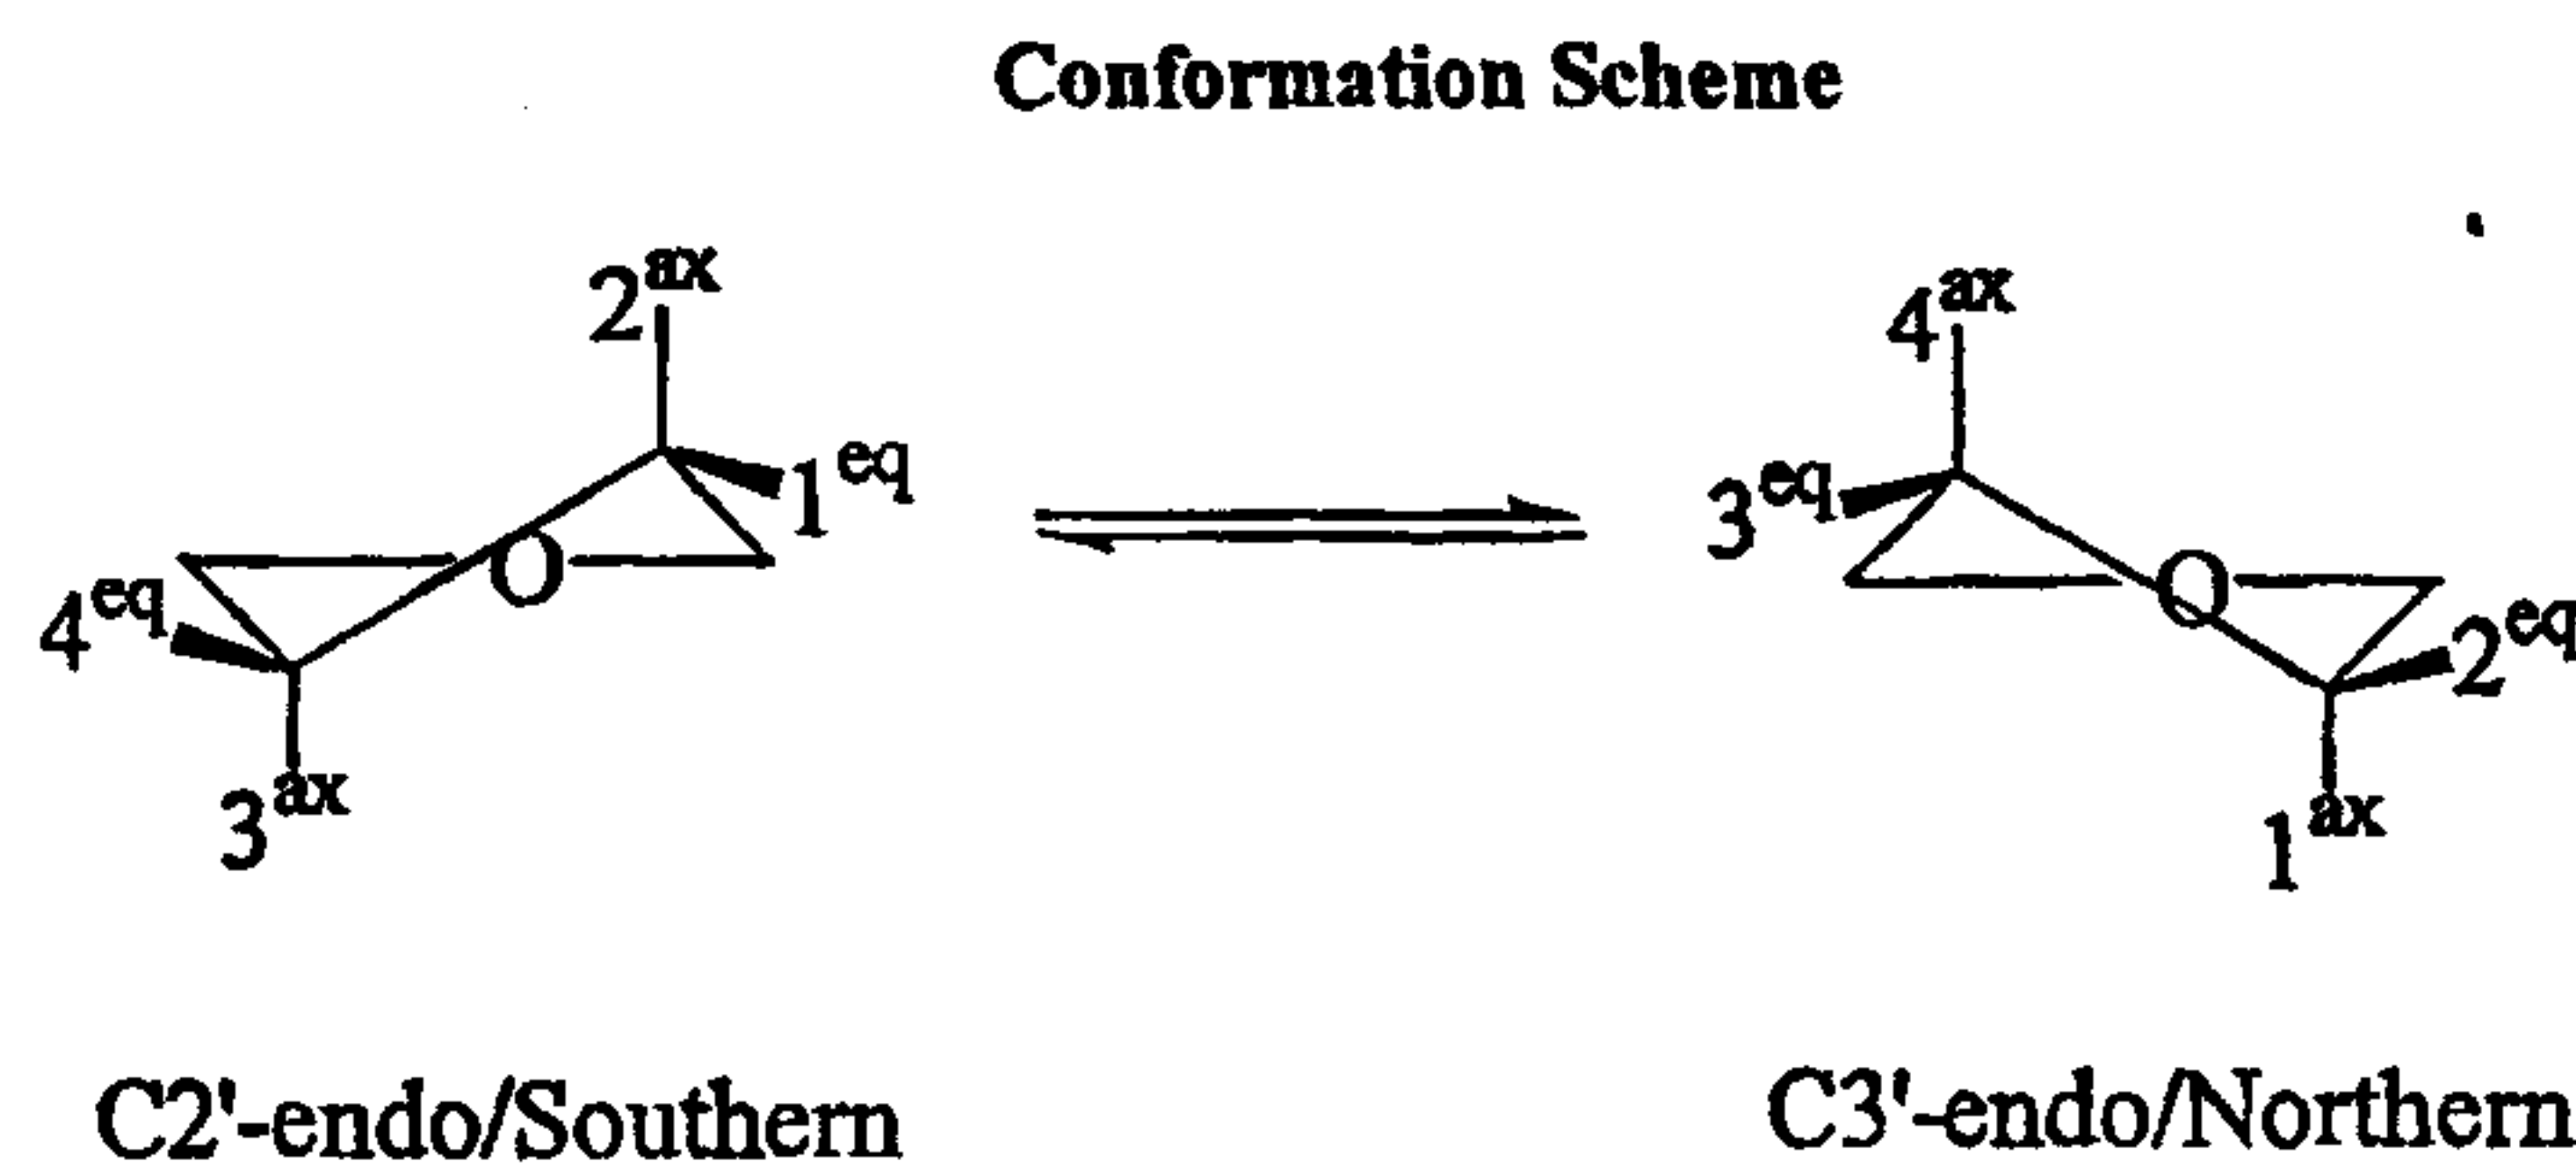 Conformation Scheme
2ax
1eq
O
4eq
3ax
4ax
3eq
O
2eq
1ax
C2'-endo/Southern
C3'-endo/Northern